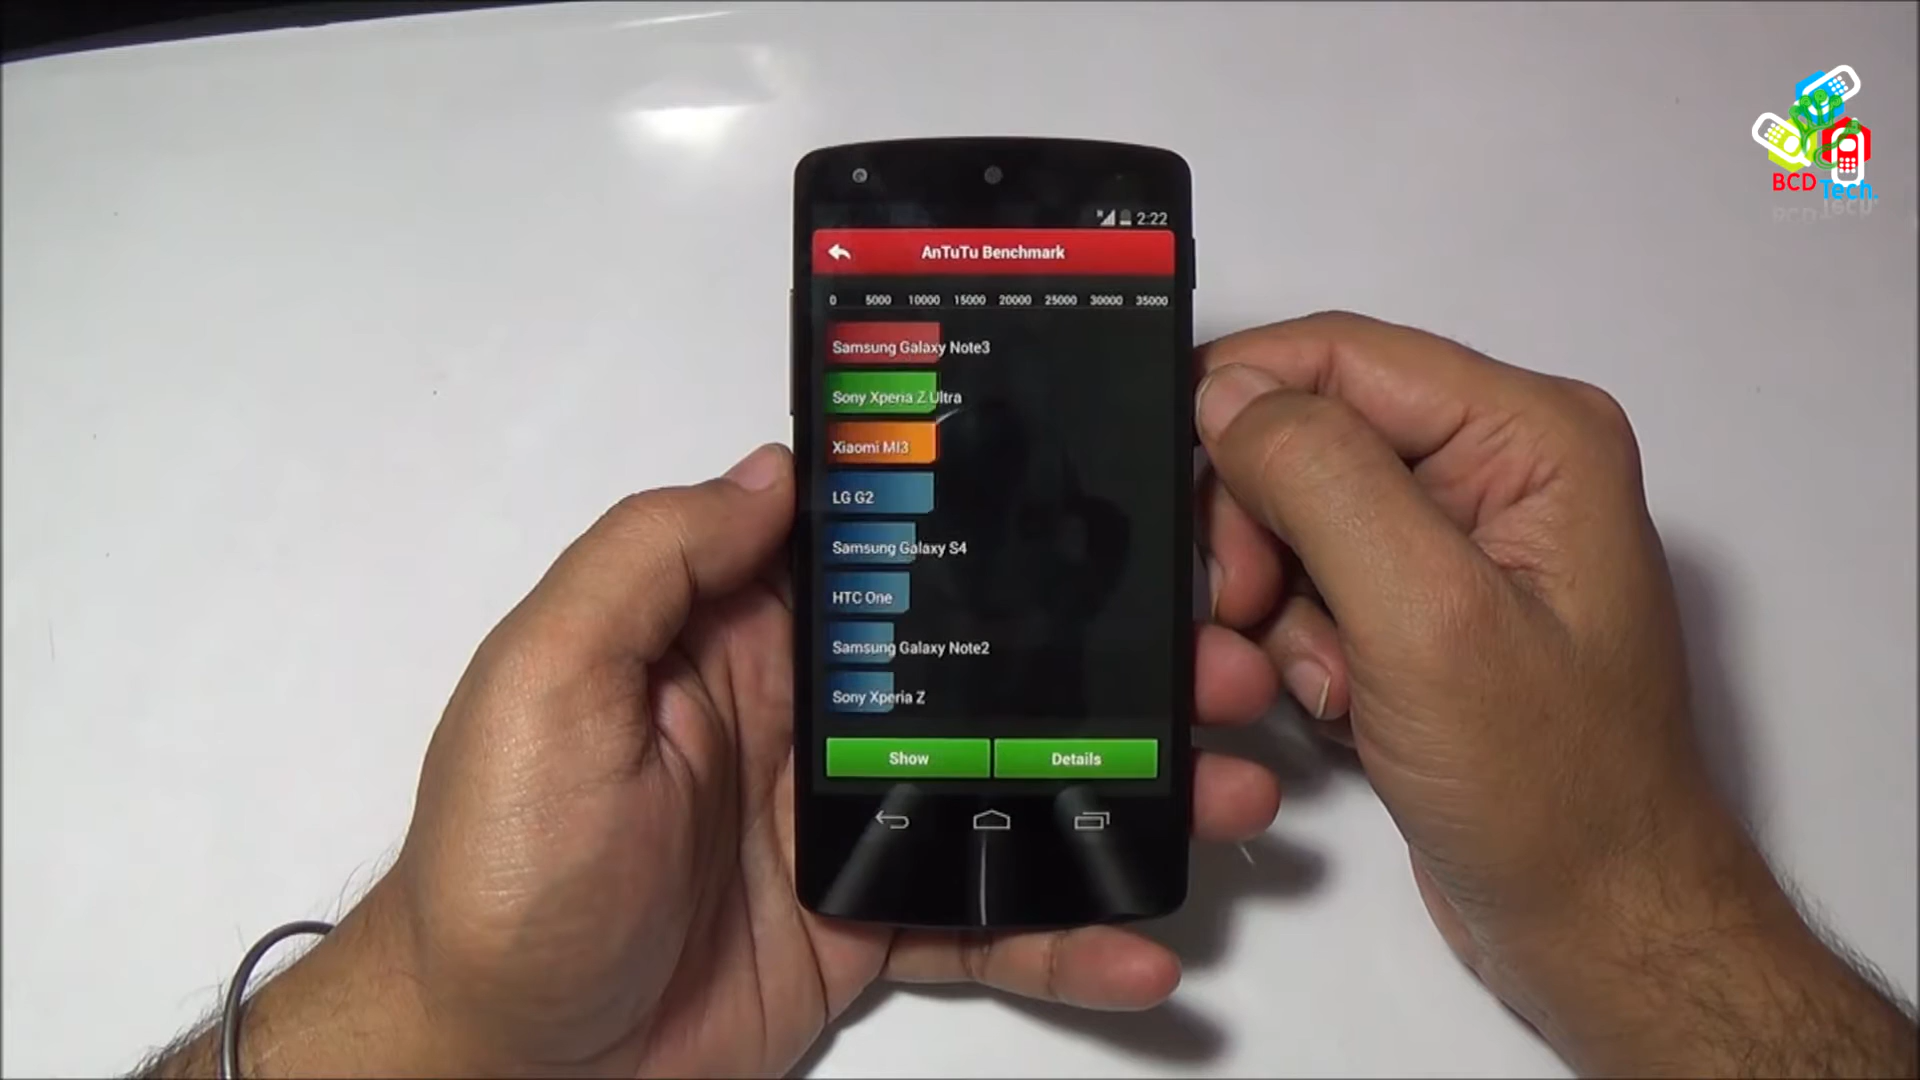 2:22
AnTuTu Benchmark
0 5000 10000 15000 20000 25000 30000 35000
Samsung Galaxy Note3
Sony Xperia Z Ultra
Xiaomi MI3
LG G2
Samsung Galaxy S4
HTC One
Samsung Galaxy Note2
Sony Xperia Z
Show Details
BCD Tech.